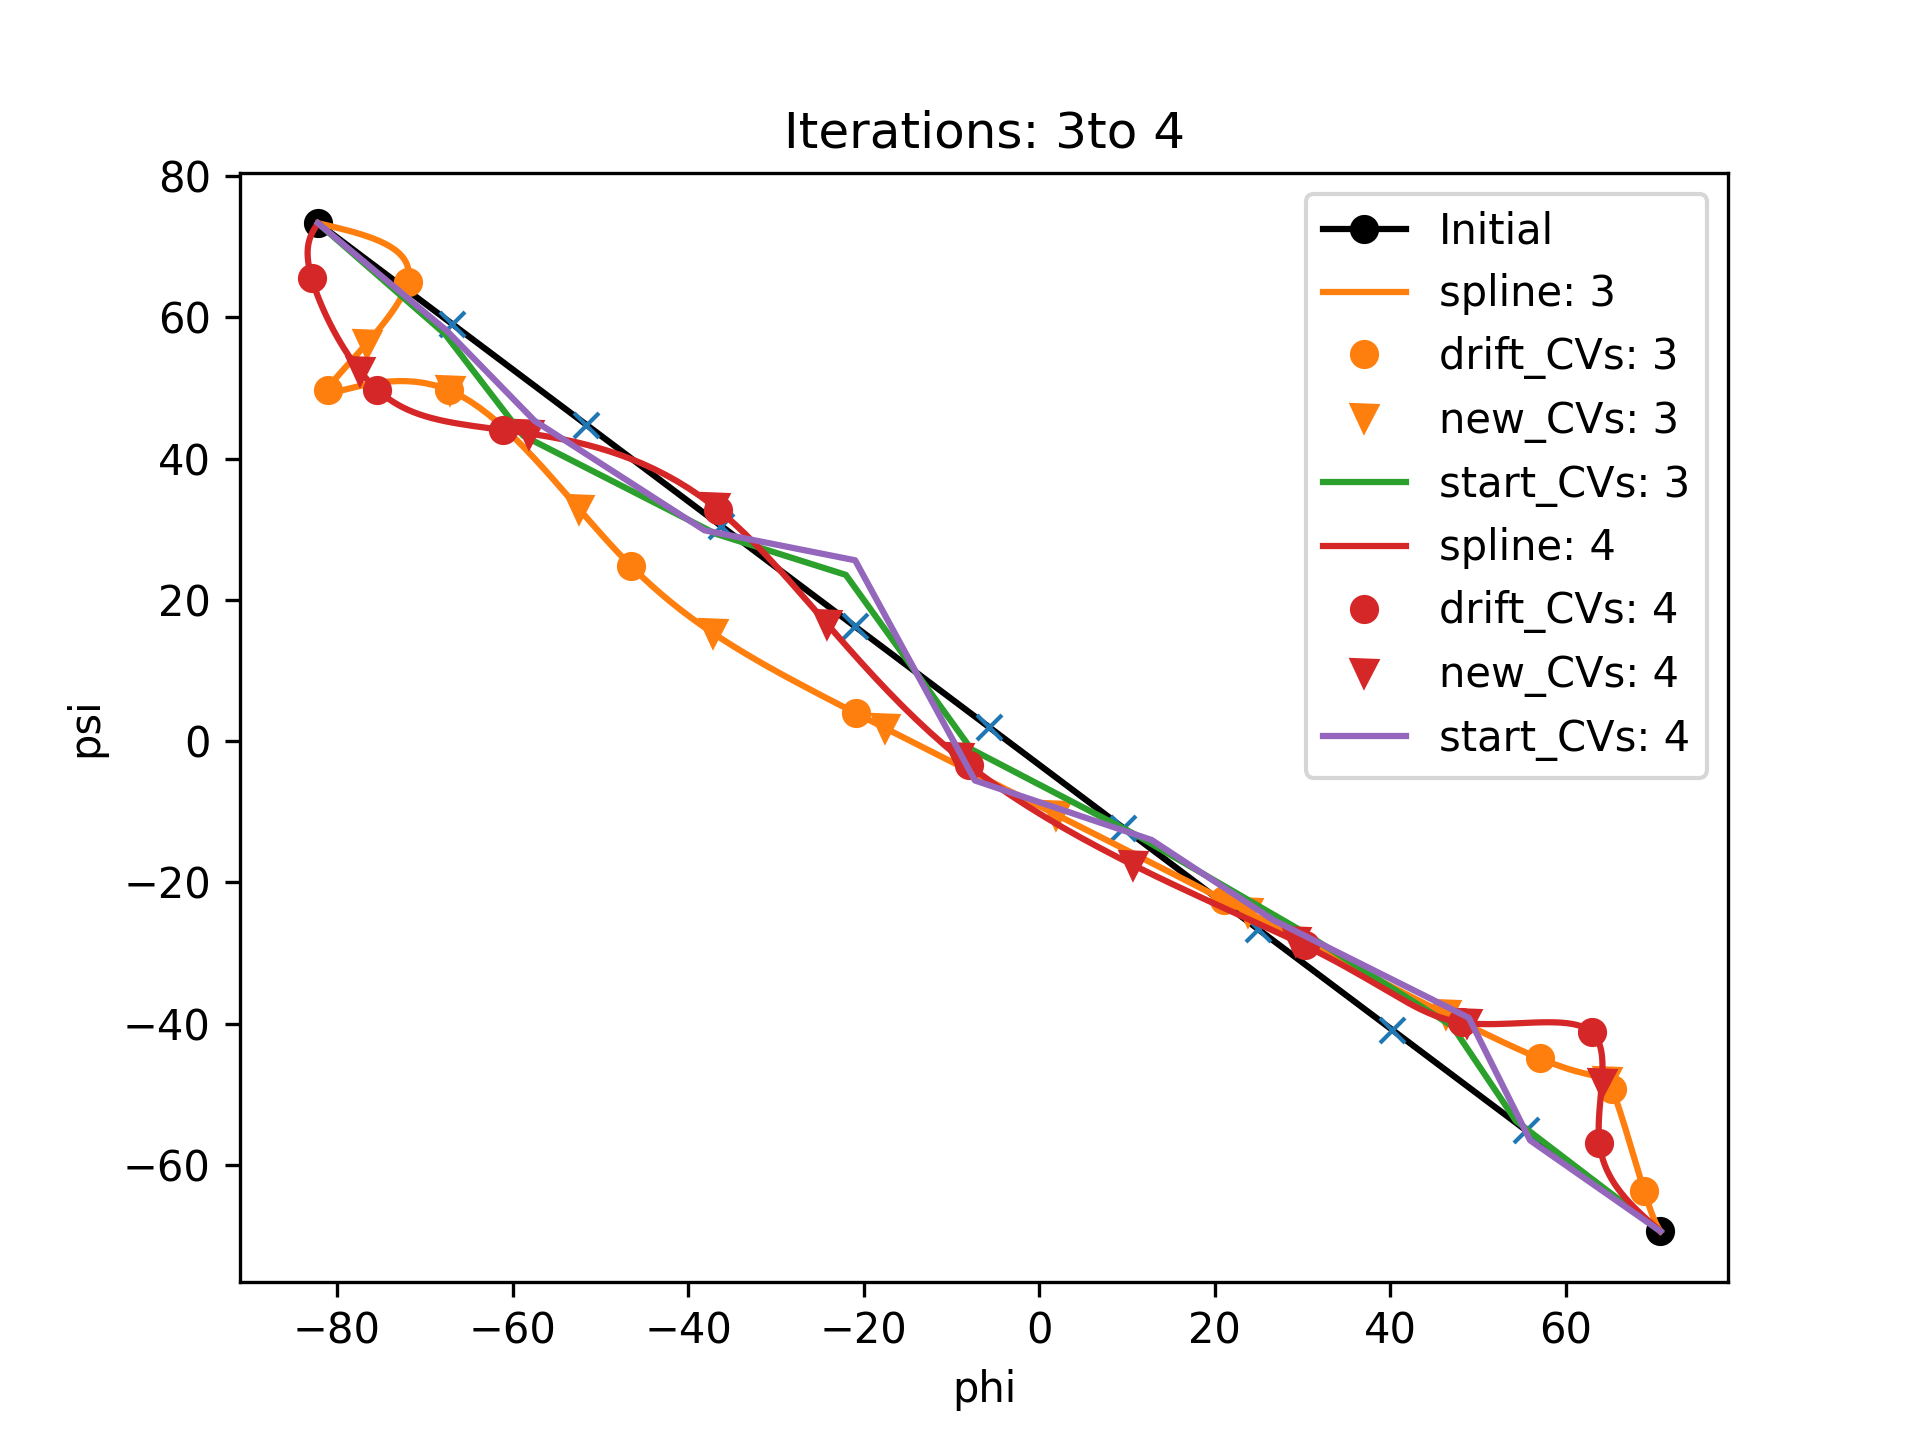 Iterations: 3to 4
80
60
40
20
0
−20
−40
−60
psi
Initial
spline: 3
drift_CVs: 3
new_CVs: 3
start_CVs: 3
spline: 4
drift_CVs: 4
new_CVs: 4
start_CVs: 4
−80 −60 −40 −20 0 20 40 60
phi